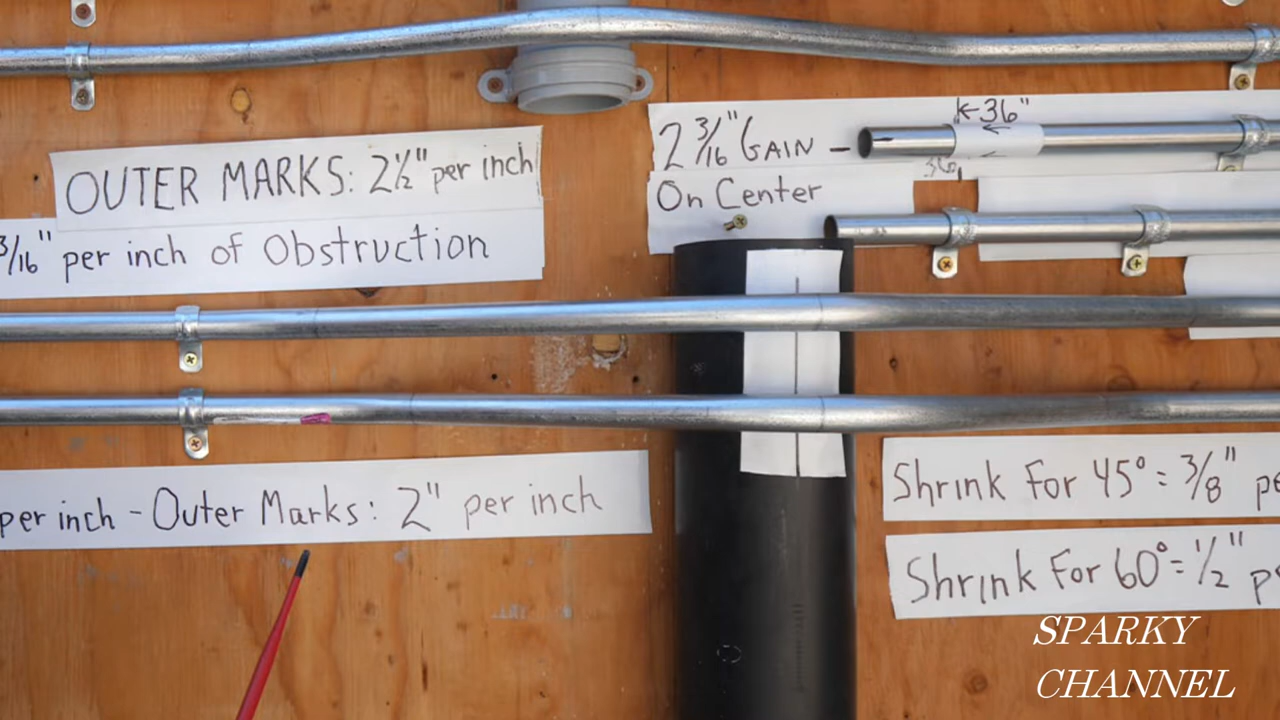 K-36"
2 3/16" GAIN -
36
OUTER MARKS: 2½" per inch
On Center
3/16" per inch of Obstruction
Shrink For 45° = 3/8" pe
per inch - Outer Marks: 2" per inch
Shrink For 60° = 1/2" pe
SPARKY
CHANNEL